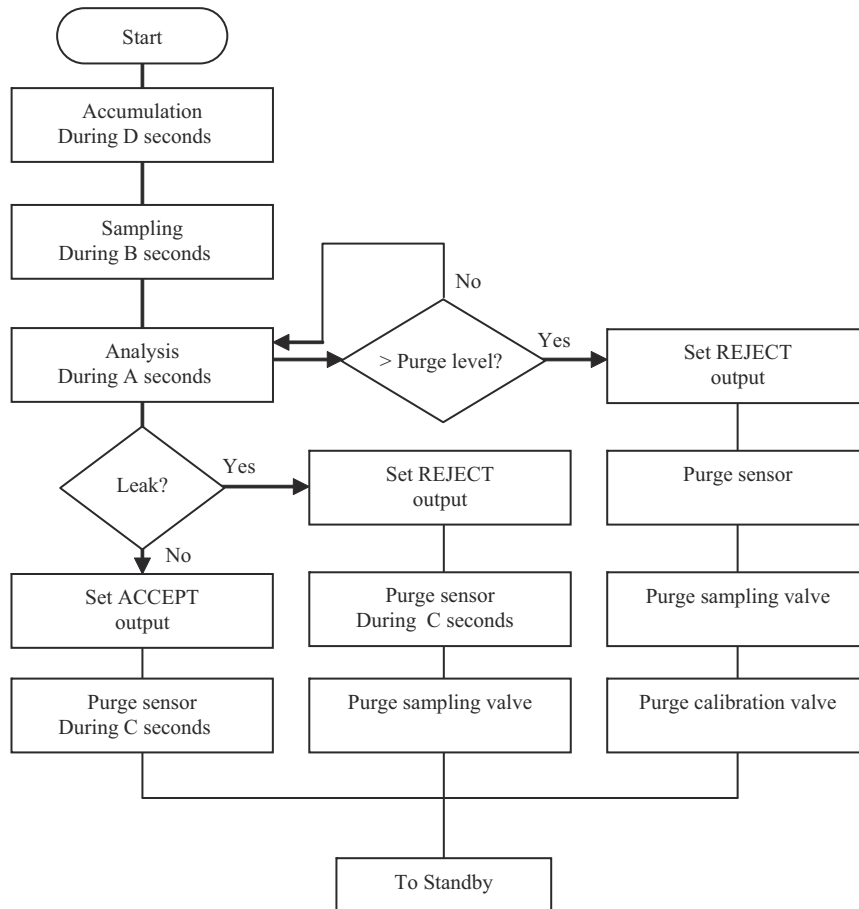 Start
Accumulation
During D seconds
Sampling
During B seconds
No
Analysis
During A seconds
> Purge level?
Yes
Set REJECT
output
Leak?
Yes
Set REJECT
output
Purge sensor
No
Set ACCEPT
output
Purge sensor
During C seconds
Purge sampling valve
Purge sensor
During C seconds
Purge sampling valve
Purge calibration valve
To Standby